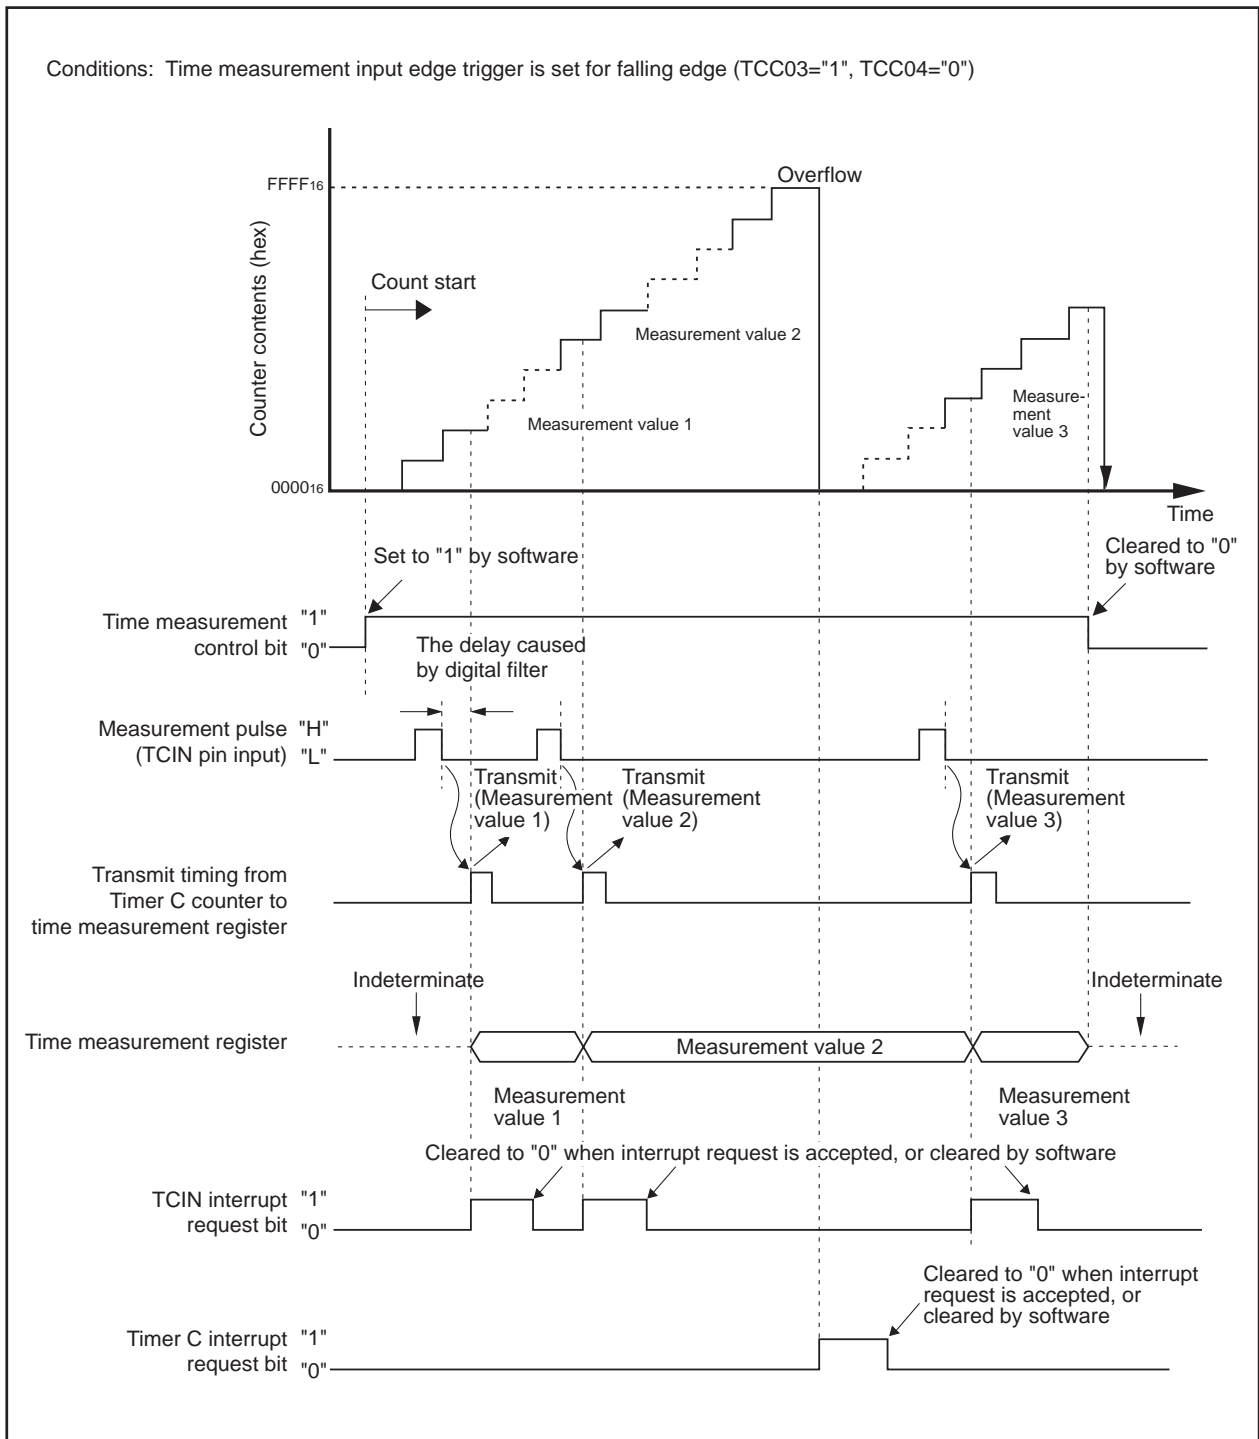 Conditions:  Time measurement input edge trigger is set for falling edge (TCC03="1", TCC04="0")
Counter contents (hex)
FFFF16
Overflow
Count start
Measurement value 2
Measurement value 1
Measure-
ment
value 3
000016
Time
Set to "1" by software
Cleared to "0"
by software
Time measurement
control bit
"1"
"0"
The delay caused
by digital filter
Measurement pulse
(TCIN pin input)
"H"
"L"
Transmit
(Measurement
value 1)
Transmit
(Measurement
value 2)
Transmit
(Measurement
value 3)
Transmit timing from
Timer C counter to
time measurement register
Indeterminate
Indeterminate
Time measurement register
Measurement value 2
Measurement
value 1
Measurement
value 3
Cleared to "0" when interrupt request is accepted, or cleared by software
TCIN interrupt
request bit
"1"
"0"
Cleared to "0" when interrupt
request is accepted, or
cleared by software
Timer C interrupt
request bit
"1"
"0"